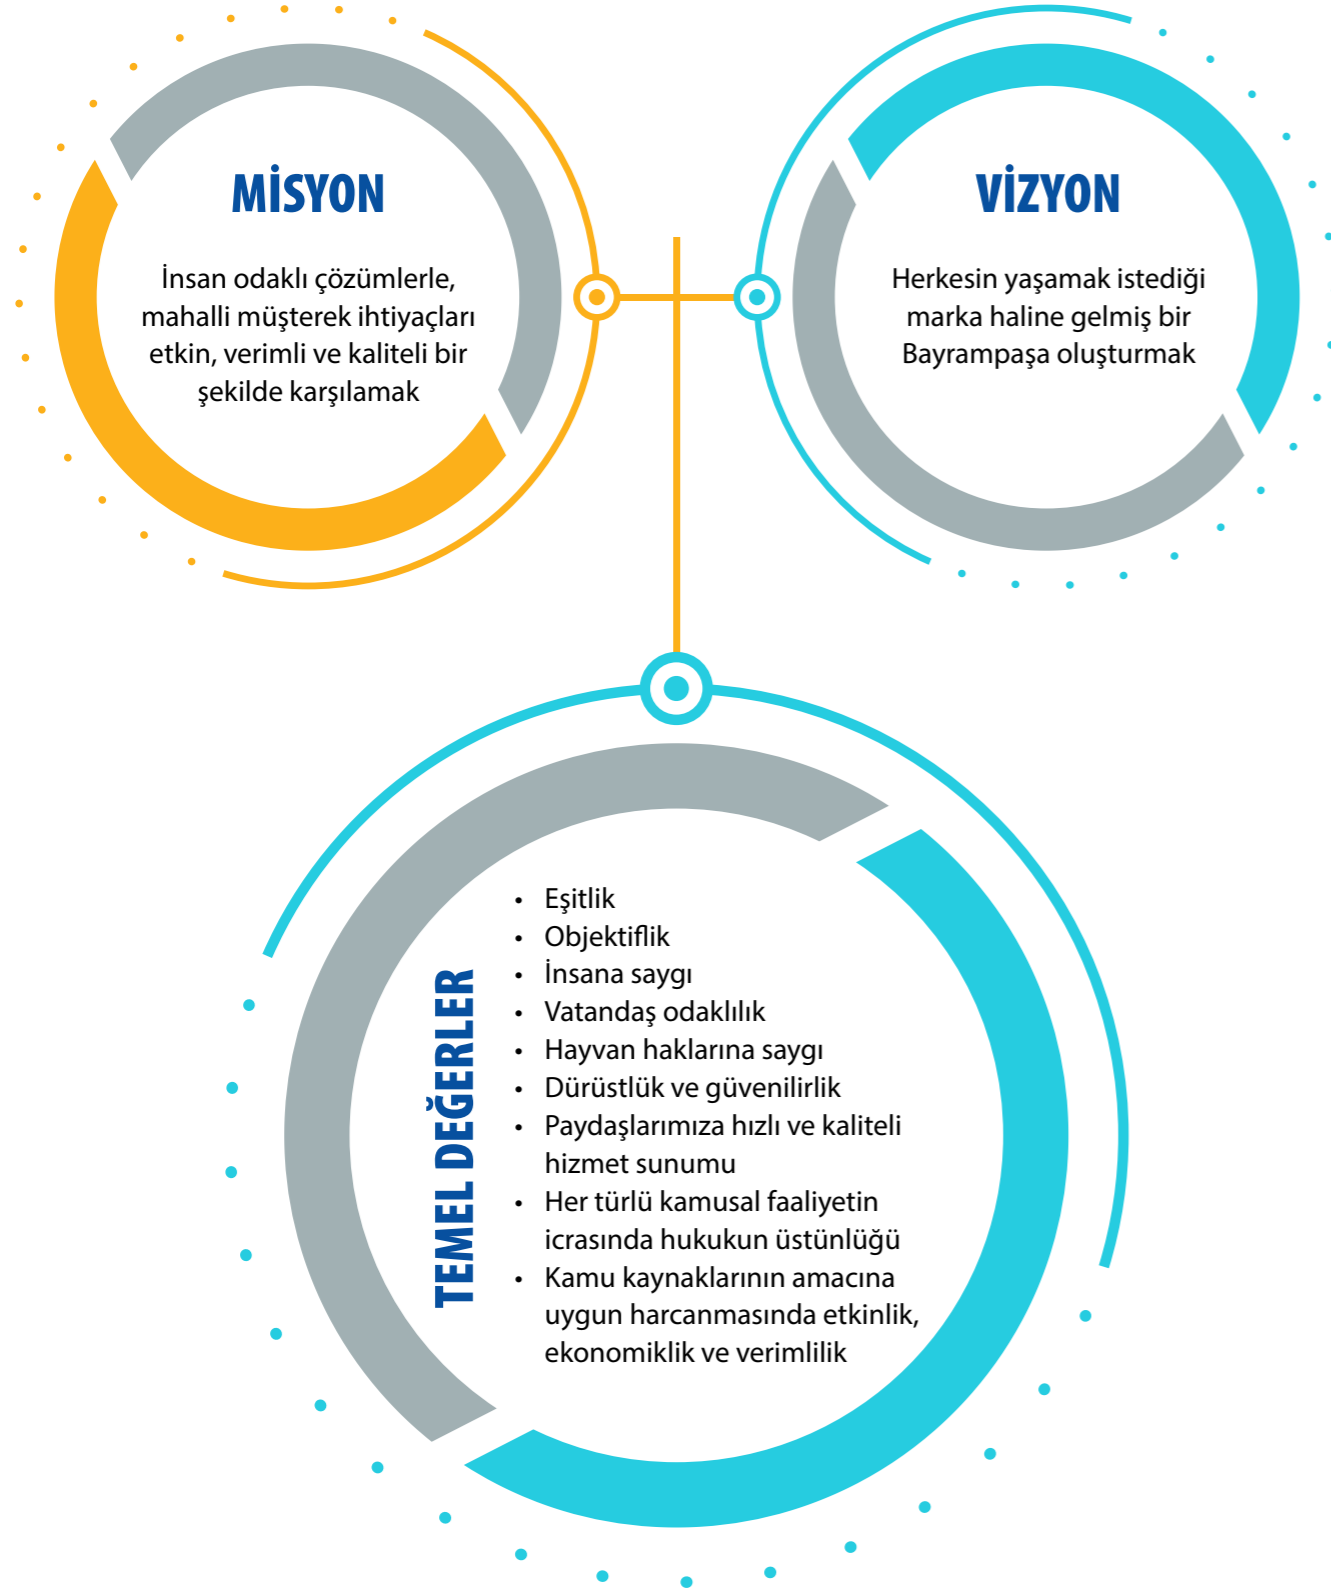 MİSYON
İnsan odaklı çözümlerle,
mahalli müşterek ihtiyaçları
etkin, verimli ve kaliteli bir
şekilde karşılamak
VİZYON
Herkesin yaşamak istediği
marka haline gelmiş bir
Bayrampaşa oluşturmak
TEMEL DEĞERLER
• Eşitlik
• Objektiflik
• İnsana saygı
• Vatandaş odaklılık
• Hayvan haklarına saygı
• Dürüstlük ve güvenilirlik
• Paydaşlarımıza hızlı ve kaliteli
hizmet sunumu
• Her türlü kamusal faaliyetin
icrasında hukukun üstünlüğü
• Kamu kaynaklarının amacına
uygun harcanmasında etkinlik,
ekonomiklik ve verimlilik